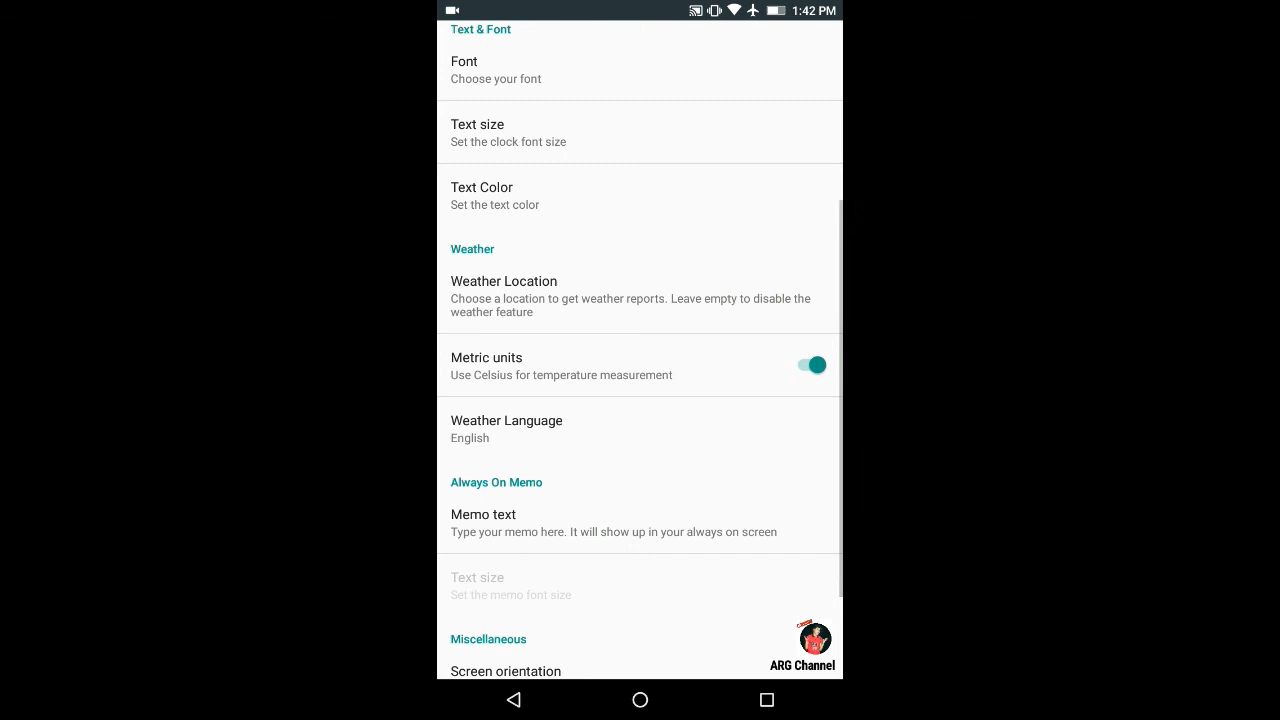 1:42 PM
Text & Font
Font
Choose your font
Text size
Set the clock font size
Text Color
Set the text color
Weather
Weather Location
Choose a location to get weather reports. Leave empty to disable the
weather feature
Metric units
Use Celsius for temperature measurement
Weather Language
English
Always On Memo
Memo text
Type your memo here. It will show up in your always on screen
Text size
Set the memo font size
Miscellaneous
Screen orientation
ARG Channel